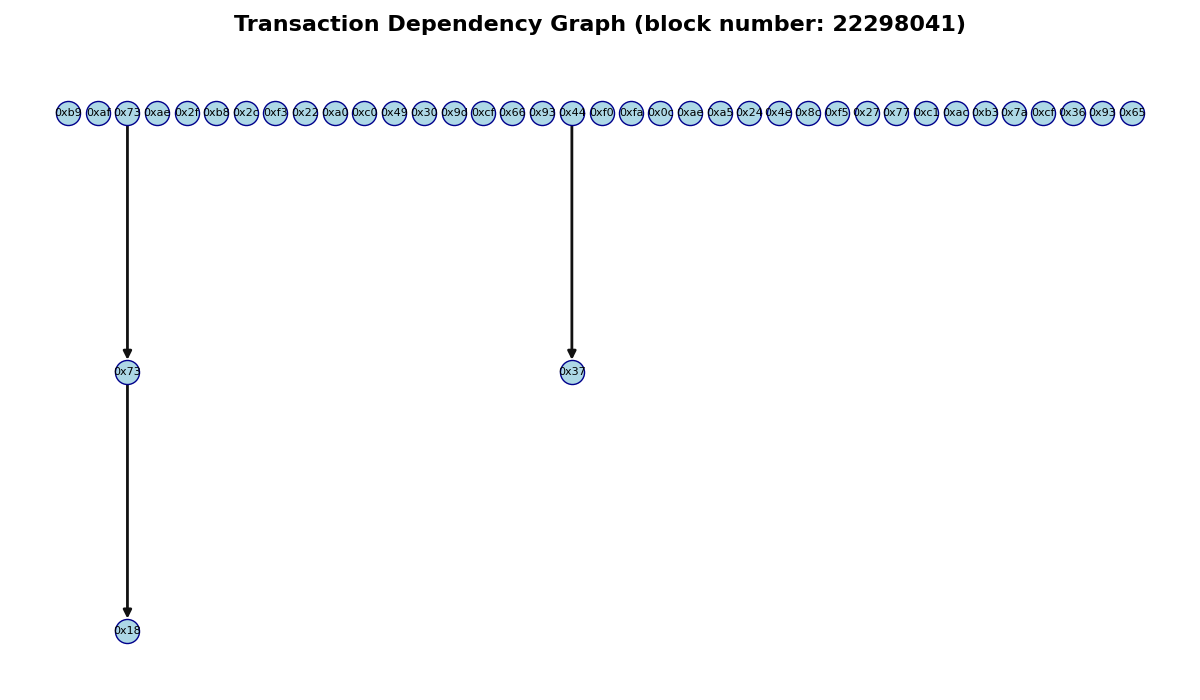 Transaction Dependency Graph (block number: 22298041)
0xb9 0xaf 0x73 0xae 0x2f 0xb8 0x2c 0xf3 0x22 0xa0 0xc0 0x49 0x30 0x9d 0xcf 0x66 0x93 0x44 0xf0 0xfa 0x0c 0xae 0xa5 0x24 0x4e 0x8c 0xf5 0x27 0x77 0xc1 0xac 0xb3 0x7a 0xcf 0x36 0x93 0x65
0x73 0x37
0x18